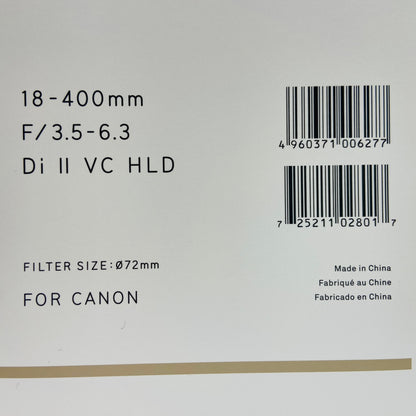 18-400mm
F/3.5-6.3
Di II VC HLD
4 960371 006277
7 25211 02801 7
FILTER SIZE:Ø72mm
FOR CANON
Made in China
Fabriqué au Chine
Fabricado en China